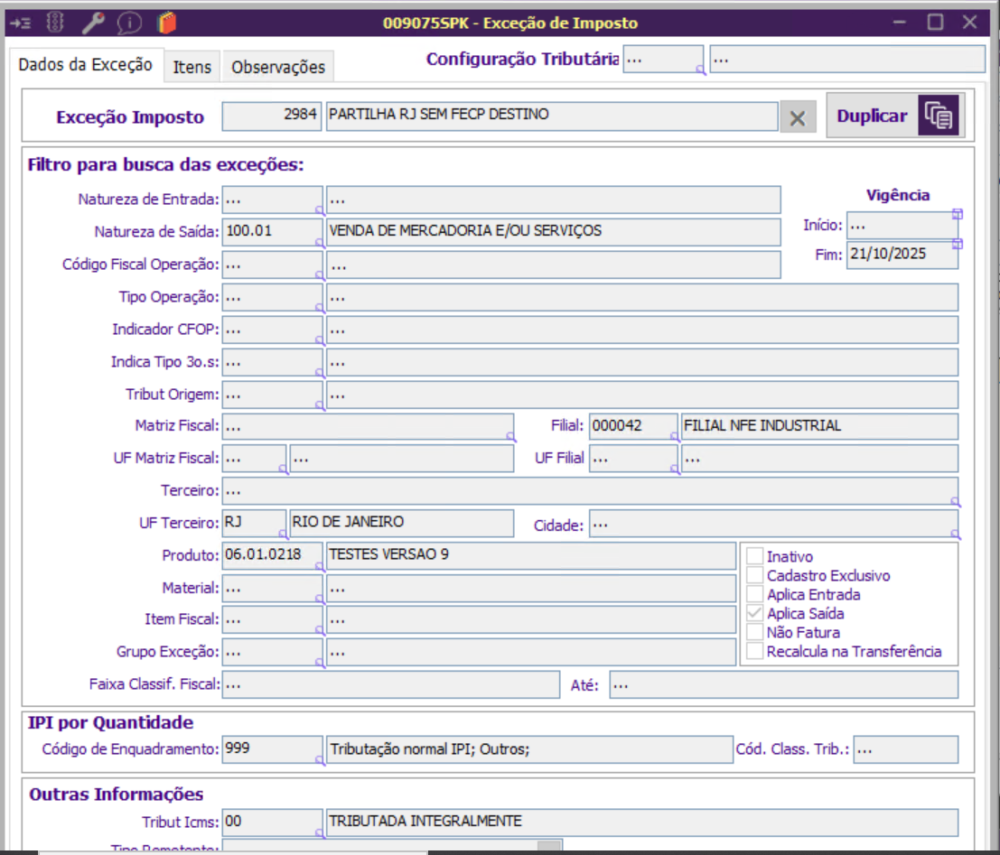 009075SPK - Exceção de Imposto
Dados da Exceção Itens Observações Configuração Tributária ... ...
Exceção Imposto 2984 PARTILHA RJ SEM FECP DESTINO Duplicar
Filtro para busca das exceções:
Natureza de Entrada: ... ... Vigência
Natureza de Saída: 100.01 VENDA DE MERCADORIA E/OU SERVIÇOS Início: ...
Código Fiscal Operação: ... ... Fim: 21/10/2025
Tipo Operação: ... ...
Indicador CFOP: ... ...
Indica Tipo 3o.s: ... ...
Tribut Origem: ... ...
Matriz Fiscal: ... Filial: 000042 FILIAL NFE INDUSTRIAL
UF Matriz Fiscal: ... ... UF Filial ... ...
Terceiro: ...
UF Terceiro: RJ RIO DE JANEIRO Cidade: ...
Produto: 06.01.0218 TESTES VERSAO 9 Inativo
Cadastro Exclusivo
Material: ... ... Aplica Entrada
Item Fiscal: ... ... Aplica Saída
Não Fatura
Grupo Exceção: ... ... Recalcula na Transferência
Faixa Classif. Fiscal: ... Até: ...
IPI por Quantidade
Código de Enquadramento: 999 Tributação normal IPI; Outros; Cód. Class. Trib.: ...
Outras Informações
Tribut Icms: 00 TRIBUTADA INTEGRALMENTE